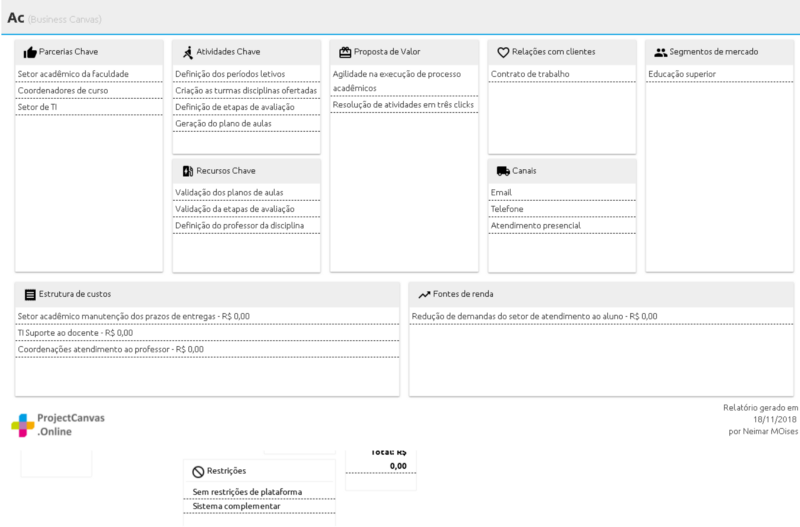 Ac (Business Canvas)
Parcerias Chave
Setor acadêmico da faculdade
Coordenadores de curso
Setor de TI
Atividades Chave
Definição dos períodos letivos
Criação as turmas disciplinas ofertadas
Definição de etapas de avaliação
Geração do plano de aulas
Recursos Chave
Validação dos planos de aulas
Validação da etapas de avaliação
Definição do professor da disciplina
Proposta de Valor
Agilidade na execução de processo
acadêmicos
Resolução de atividades em três clicks
Relações com clientes
Contrato de trabalho
Canais
Email
Telefone
Atendimento presencial
Segmentos de mercado
Educação superior
Estrutura de custos
Setor acadêmico manutenção dos prazos de entregas - R$ 0,00
TI Suporte ao docente - R$ 0,00
Coordenações atendimento ao professor - R$ 0,00
Fontes de renda
Redução de demandas do setor de atendimento ao aluno - R$ 0,00
ProjectCanvas
.Online
Relatório gerado em
18/11/2018
por Neimar MOises
Total: R$
0,00
Restrições
Sem restrições de plataforma
Sistema complementar